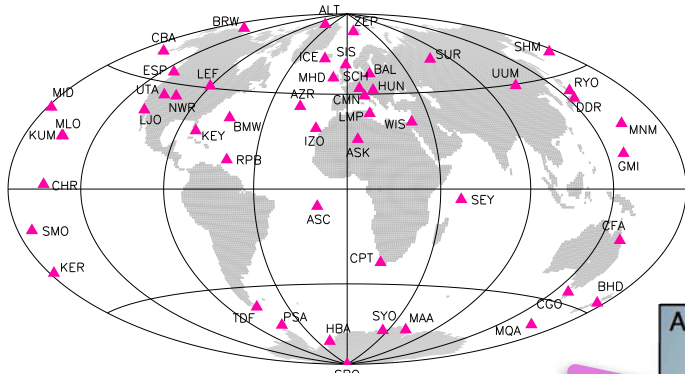 ALT
BRW
ZEP
CBA
SHM
ICE
SIS
SUR
ESP
LEF
MHD
SCH
BAL
UUM
MID
UTA
NWR
AZR
CMN
HUN
RYO
DDR
MLO
LJO
KUM
KEY
BMW
LMP
WIS
MNM
IZO
ASK
RPB
GMI
CHR
SEY
ASC
SMO
CFA
KER
CPT
BHD
CGO
TDF
PSA
HBA
SYO
MAA
MQA
A